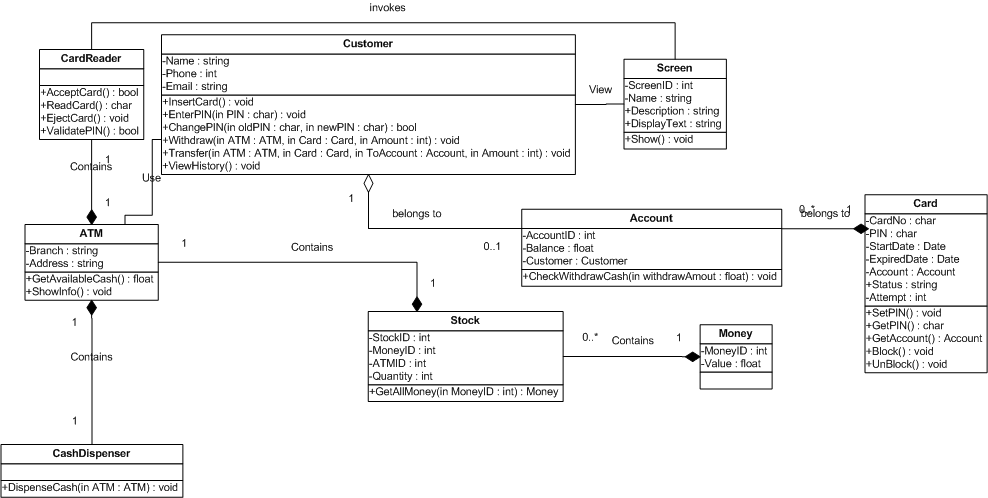 invokes
CardReader
+AcceptCard() : bool
+ReadCard() : char
+EjectCard() : void
+ValidatePIN() : bool
Customer
-Name : string
-Phone : int
-Email : string
+InsertCard() : void
+EnterPIN(in PIN : char) : void
+ChangePIN(in oldPIN : char, in newPIN : char) : bool
+Withdraw(in ATM : ATM, in Card : Card, in Amount : int) : void
+Transfer(in ATM : ATM, in Card : Card, in ToAccount : Account, in Amount : int) : void
+ViewHistory() : void
View
Screen
-ScreenID : int
-Name : string
+Description : string
+DisplayText : string
+Show() : void
1
Contains
Use
1
1
belongs to
0..1
Account
-AccountID : int
-Balance : float
-Customer : Customer
+CheckWithdrawCash(in withdrawAmout : float) : void
0..*
1
belongs to
Card
-CardNo : char
-PIN : char
-StartDate : Date
-ExpiredDate : Date
-Account : Account
+Status : string
-Attempt : int
+SetPIN() : void
+GetPIN() : char
+GetAccount() : Account
+Block() : void
+UnBlock() : void
ATM
-Branch : string
-Address : string
+GetAvailableCash() : float
+ShowInfo() : void
1
Contains
1
Stock
-StockID : int
-MoneyID : int
-ATMID : int
-Quantity : int
+GetAllMoney(in MoneyID : int) : Money
0..*
Contains
1
Money
-MoneyID : int
-Value : float
1
Contains
1
CashDispenser
+DispenseCash(in ATM : ATM) : void